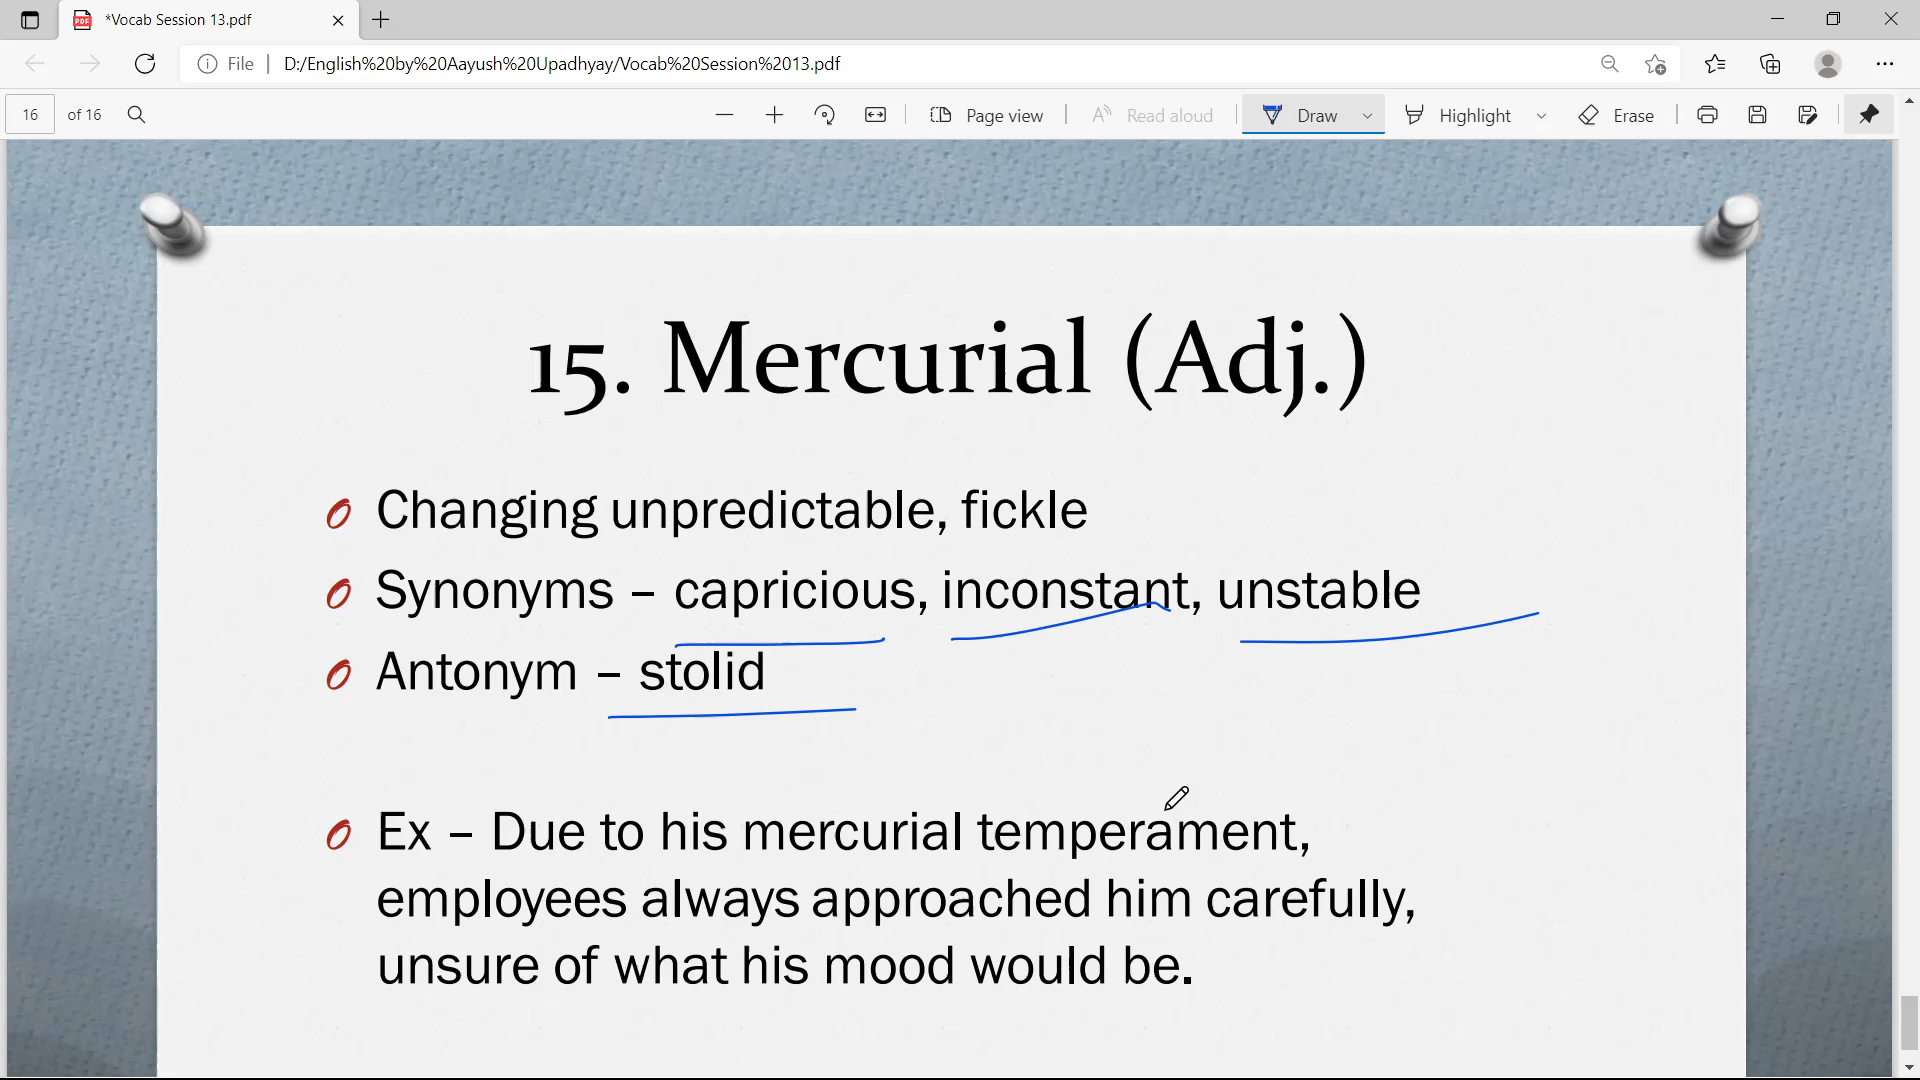 *Vocab Session 13.pdf
File | D:/English%20by%20Aayush%20Upadhyay/Vocab%20Session%2013.pdf
16 of 16 Page view Read aloud Draw Highlight Erase
15. Mercurial (Adj.)
Changing unpredictable, fickle
Synonyms – capricious, inconstant, unstable
Antonym – stolid
Ex – Due to his mercurial temperament,
employees always approached him carefully,
unsure of what his mood would be.